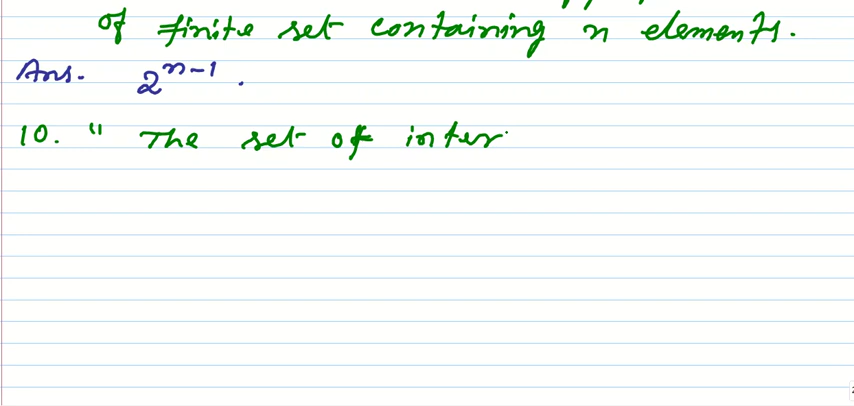 of finite set containing n elements.
Ans. 2^{n-1}.
10. " The set of inter